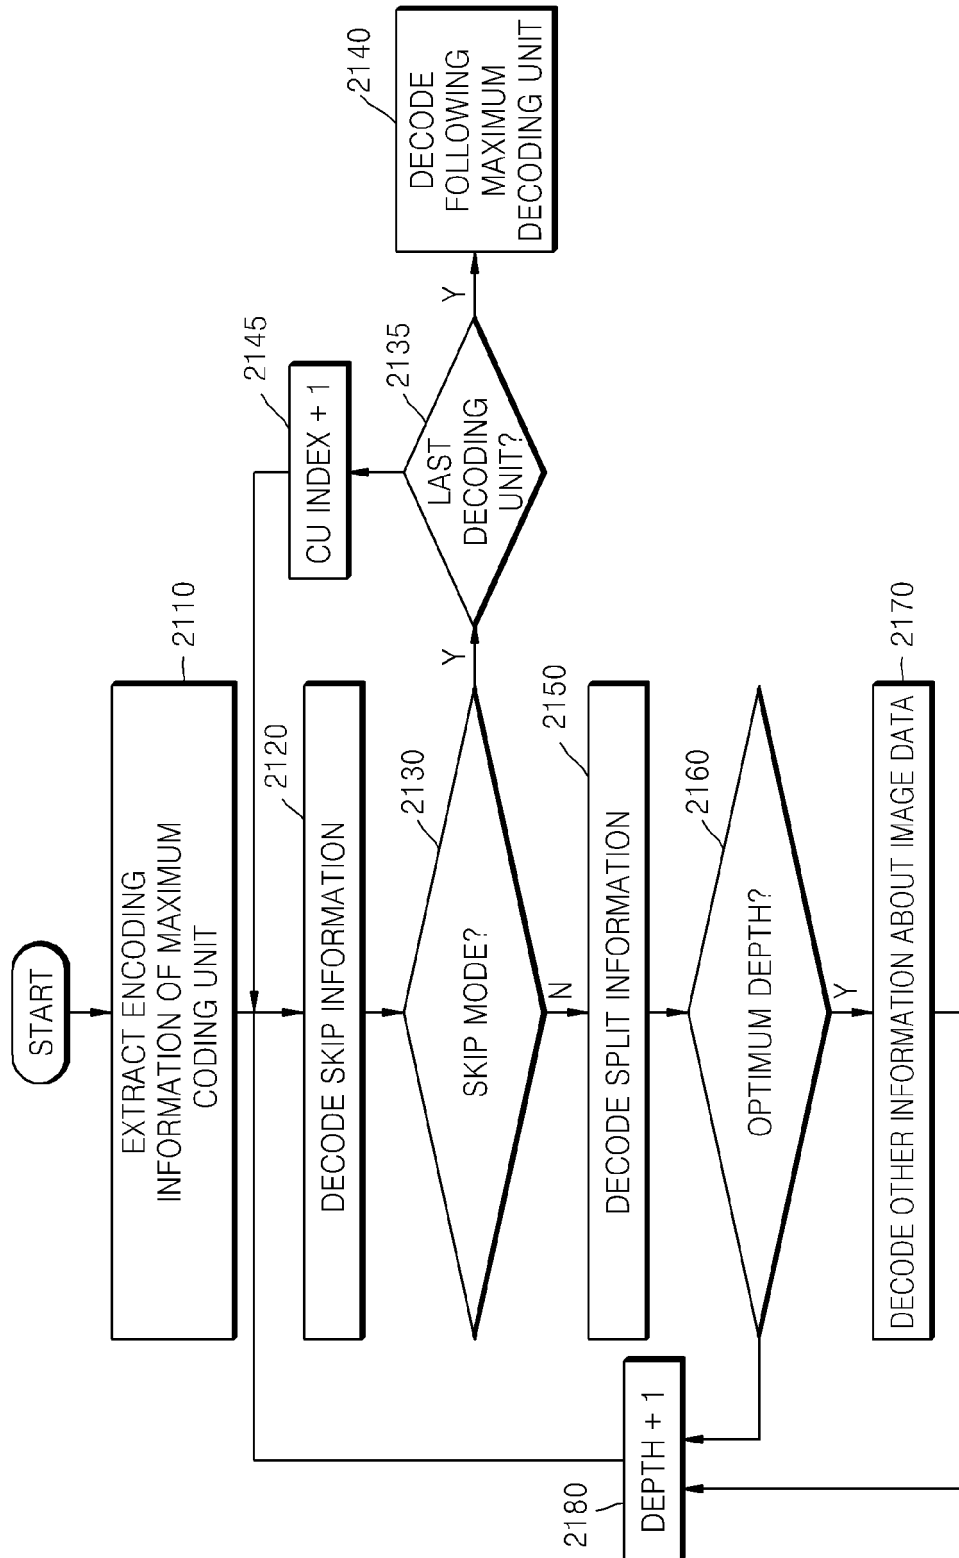 START
2110
EXTRACT ENCODING
INFORMATION OF MAXIMUM
CODING UNIT
2120
DECODE SKIP INFORMATION
2130
SKIP MODE?
Y
N
2135
LAST
DECODING
UNIT?
Y
2140
DECODE
FOLLOWING
MAXIMUM
DECODING UNIT
2145
CU INDEX + 1
2150
DECODE SPLIT INFORMATION
2160
OPTIMUM DEPTH?
Y
2170
DECODE OTHER INFORMATION ABOUT IMAGE DATA
2180
DEPTH + 1